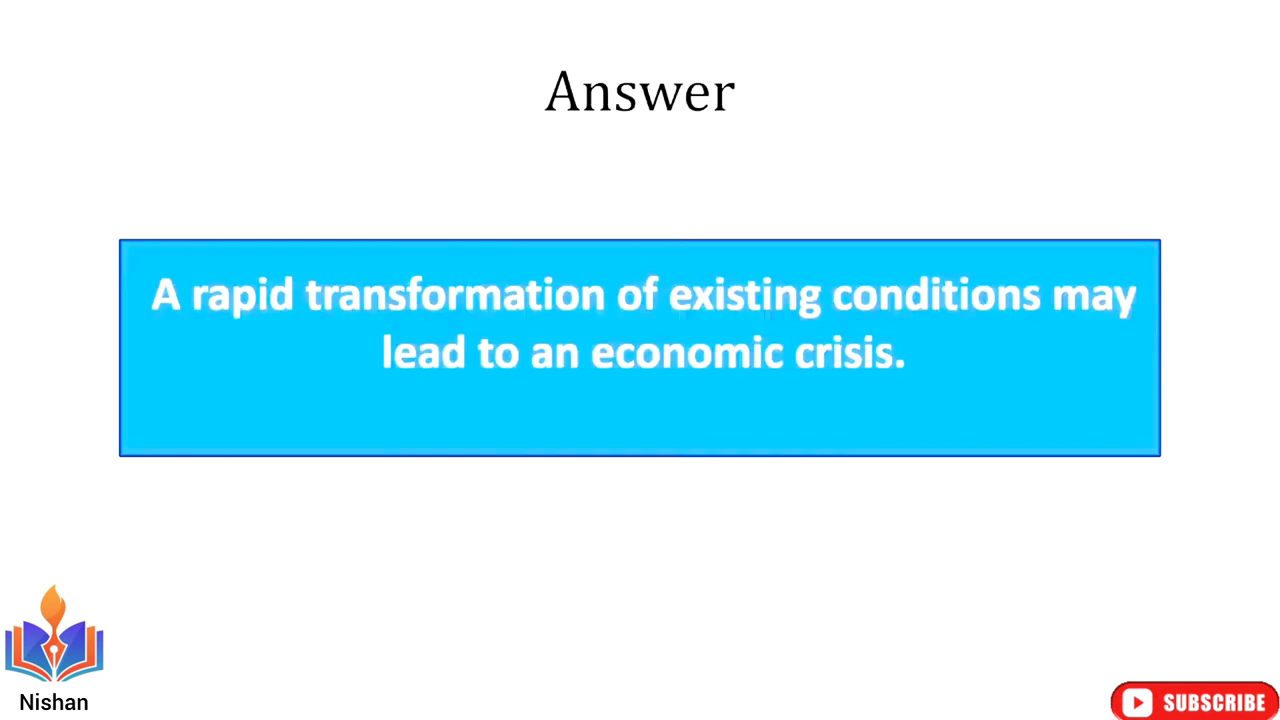 Answer
A rapid transformation of existing conditions may
lead to an economic crisis.
Nishan
SUBSCRIBE